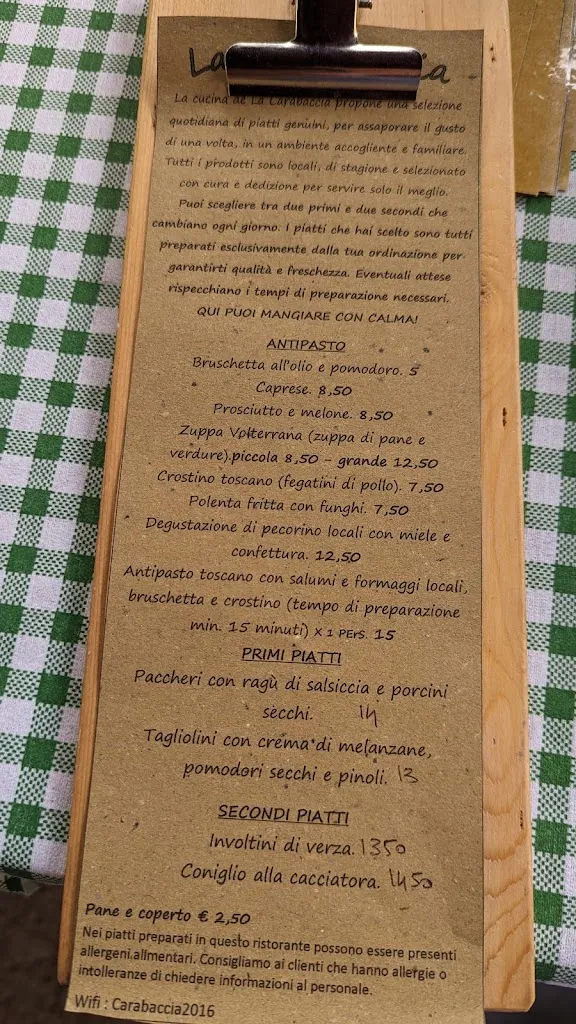 La
La cucina de La Carabaccia propone una selezione
quotidiana di piatti genuini, per assaporare il gusto
di una volta, in un ambiente accogliente e familiare.
Tutti i prodotti sono locali, di stagione e selezionato
con cura e dedizione per servire solo il meglio.
Puoi scegliere tra due primi e due secondi che
cambiano ogni giorno. I piatti che hai scelto sono tutti
preparati esclusivamente dalla tua ordinazione per
garantirti qualità e freschezza. Eventuali attese
rispecchiano i tempi di preparazione necessari.
QUI PUOI MANGIARE CON CALMA!
ANTIPASTO
Bruschetta all'olio e pomodoro. 5
Caprese. 8,50
Prosciutto e melone. 8,50
Zuppa Volterrana (zuppa di pane e
verdure).piccola 8,50 – grande 12,50
Crostino toscano (fegatini di pollo). 7,50
Polenta fritta con funghi. 7,50
Degustazione di pecorino locali con miele e
confettura. 12,50
Antipasto toscano con salumi e formaggi locali,
bruschetta e crostino (tempo di preparazione
min. 15 minuti) x 1 PErs. 15
PRIMI PIATTI
Paccheri con ragù di salsiccia e porcini
secchi. 14
Tagliolini con crema di melanzane,
pomodori secchi e pinoli. 13
SECONDI PIATTI
Involtini di verza. 1350
Coniglio alla cacciatora. 1450
Pane e coperto € 2,50
Nei piatti preparati in questo ristorante possono essere presenti
allergeni alimentari. Consigliamo ai clienti che hanno allergie o
intolleranze di chiedere informazioni al personale.
Wifi : Carabaccia2016